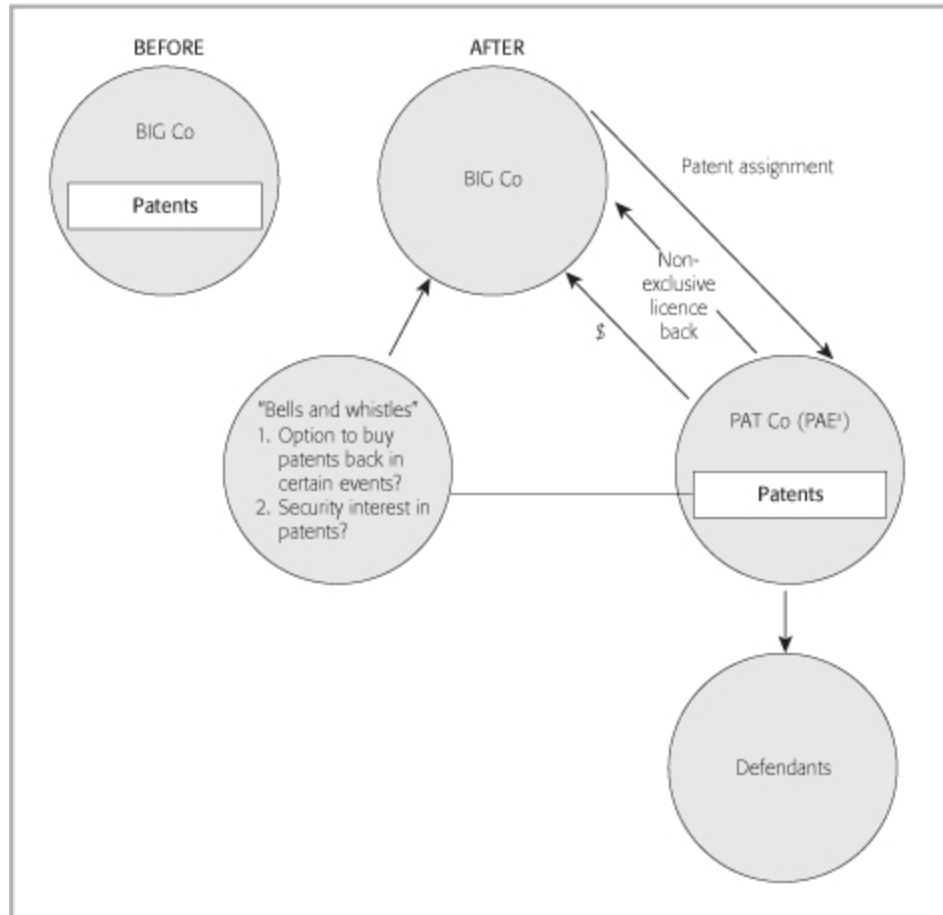 BEFORE
BIG Co
Patents
AFTER
BIG Co
Patent assignment
Non-
exclusive
licence
back
$
"Bells and whistles"
1. Option to buy
patents back in
certain events?
2. Security interest in
patents?
PAT Co (PAE³)
Patents
Defendants